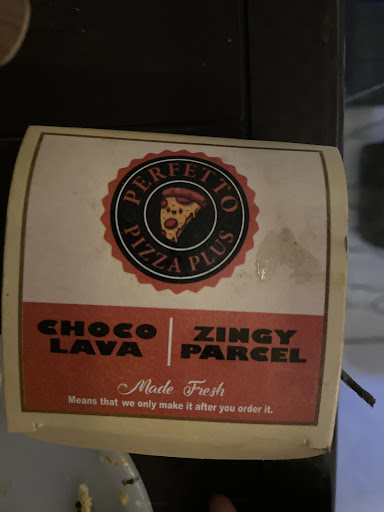 PERFETTO
PIZZA PLUS
CHOCO LAVA
ZINGY PARCEL
Made Fresh
Means that we only make it after you order it.